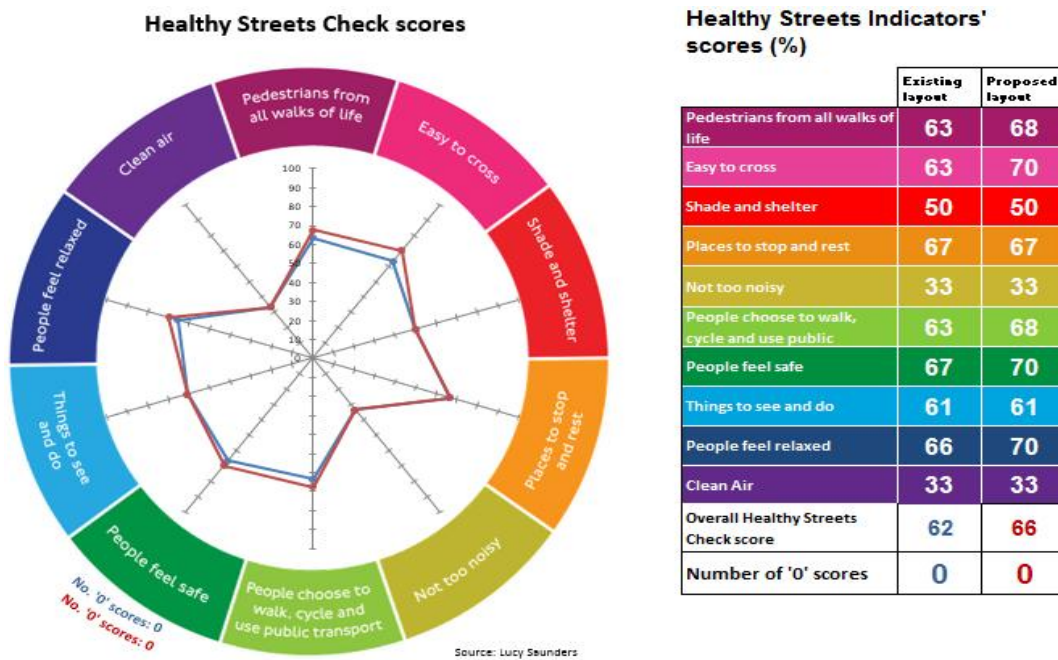 Healthy Streets Check scores
Pedestrians from
all walks of life
Easy to cross
Shade and shelter
Places to stop
and rest
Not too noisy
People choose to
walk, cycle and
use public transport
People feel safe
Things to see
and do
People feel relaxed
Clean air
100
90
80
70
60
50
40
30
20
10
0
No. '0' scores: 0
No. '0' scores: 0
Source: Lucy Saunders
Healthy Streets Indicators'
scores (%)
Existing layout Proposed layout
Pedestrians from all walks of life 63 68
Easy to cross 63 70
Shade and shelter 50 50
Places to stop and rest 67 67
Not too noisy 33 33
People choose to walk, cycle and use public 63 68
People feel safe 67 70
Things to see and do 61 61
People feel relaxed 66 70
Clean Air 33 33
Overall Healthy Streets Check score 62 66
Number of '0' scores 0 0